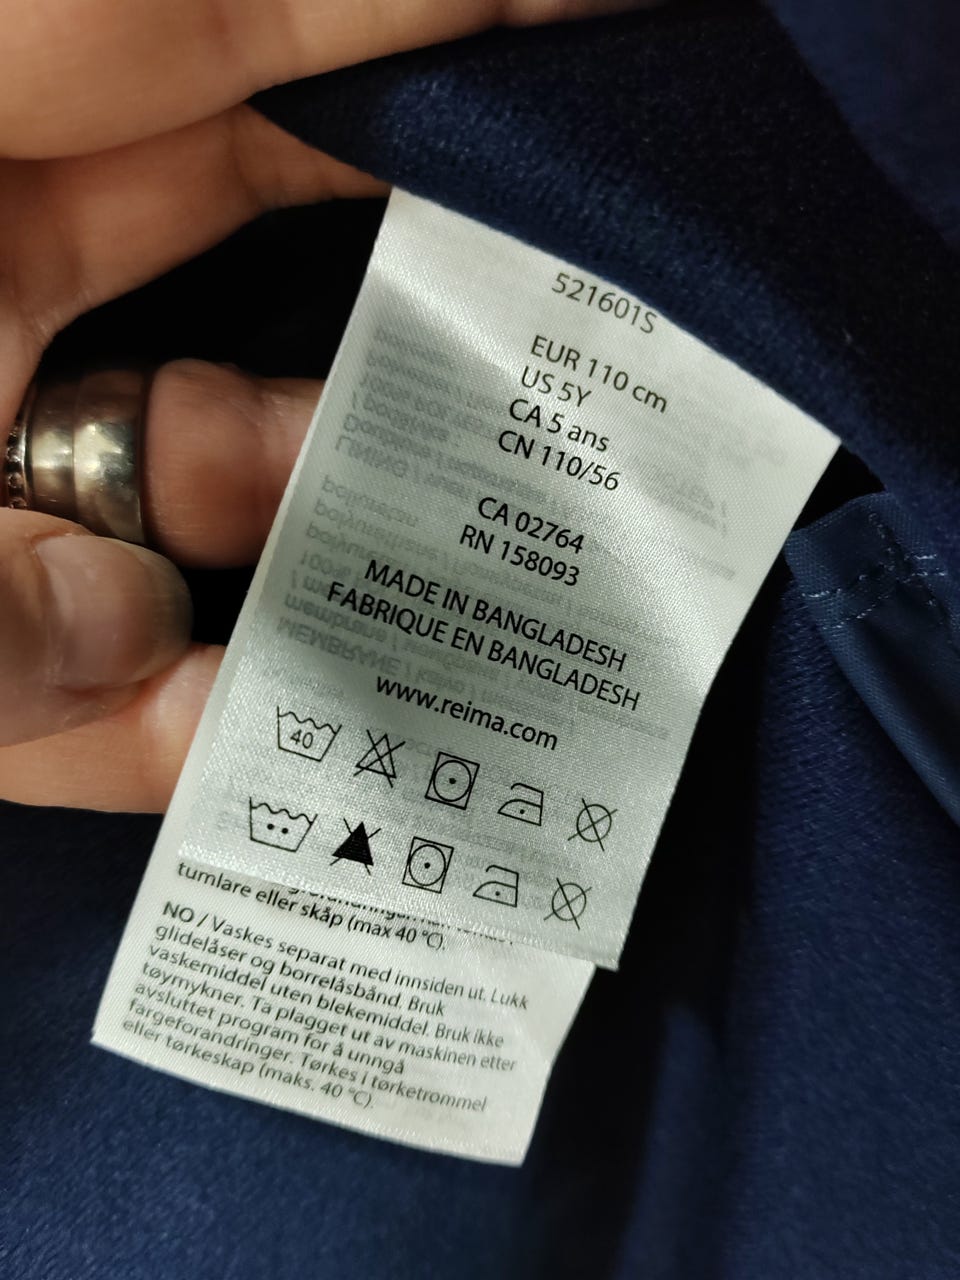 521601S
EUR 110 cm
US 5Y
CA 5 ans
CN 110/56
CA 02764
RN 158093
MADE IN BANGLADESH
FABRIQUE EN BANGLADESH
www.reima.com
40
tumlare eller skåp (max 40 °C).
NO / Vaskes separat med innsiden ut. Lukk
glidelåser og borrelåsbånd. Bruk
vaskemiddel uten blekemiddel. Bruk ikke
tøymykner. Ta plagget ut av maskinen etter
avsluttet program for å unngå
fargeforandringer. Tørkes i tørketrommel
eller tørkeskap (maks. 40 °C).